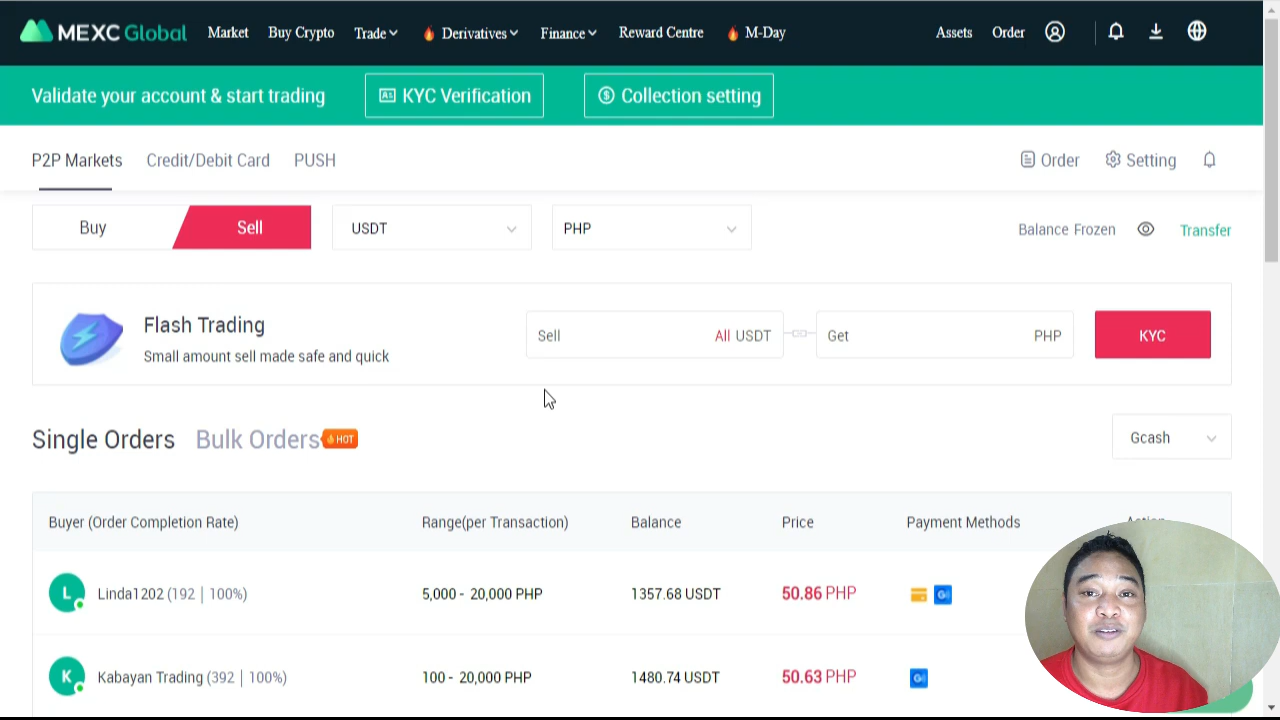 MEXC Global Market Buy Crypto Trade Derivatives Finance Reward Centre M-Day Assets Order
Validate your account & start trading KYC Verification Collection setting
P2P Markets Credit/Debit Card PUSH Order Setting
Buy Sell USDT PHP Balance Frozen Transfer
Flash Trading
Small amount sell made safe and quick
Sell All USDT Get PHP KYC
Single Orders Bulk Orders HOT Gcash
Buyer (Order Completion Rate) Range(per Transaction) Balance Price Payment Methods Action
L Linda1202 (192 | 100%) 5,000 - 20,000 PHP 1357.68 USDT 50.86 PHP
K Kabayan Trading (392 | 100%) 100 - 20,000 PHP 1480.74 USDT 50.63 PHP